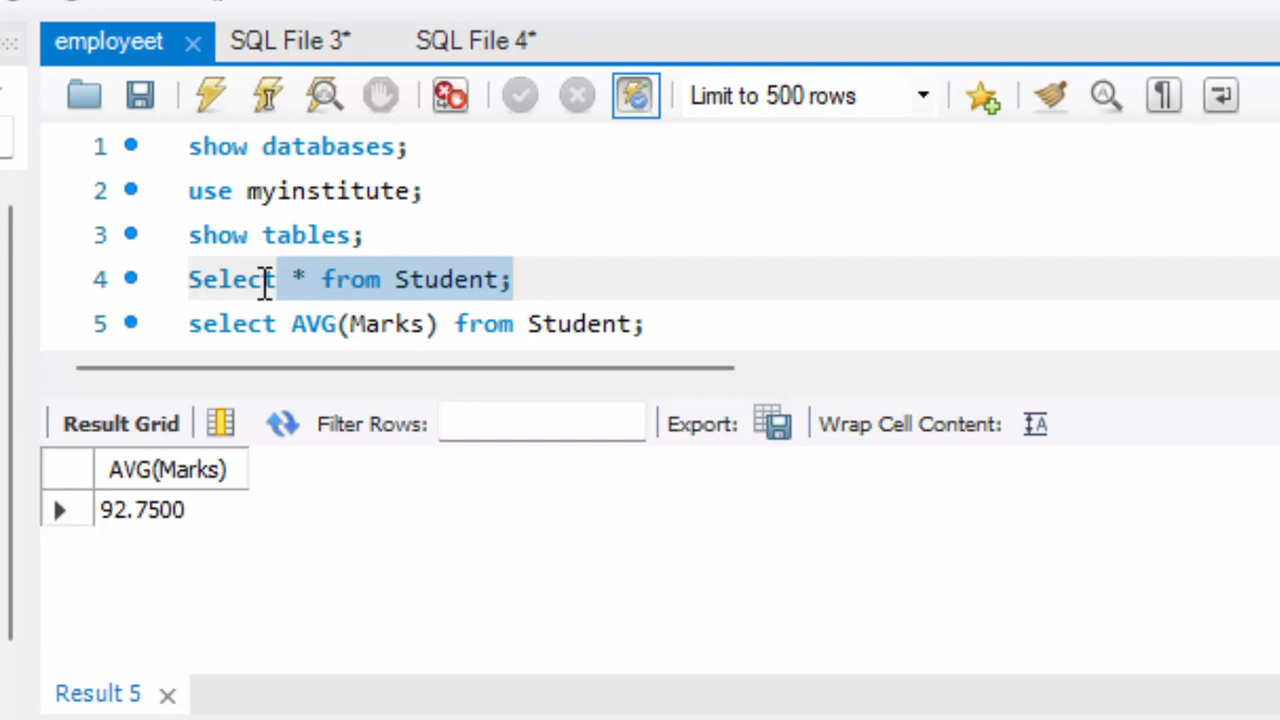 employeet SQL File 3* SQL File 4*
Limit to 500 rows
1 show databases;
2 use myinstitute;
3 show tables;
4 Select * from Student;
5 select AVG(Marks) from Student;
Result Grid Filter Rows: Export: Wrap Cell Content:
AVG(Marks)
92.7500
Result 5